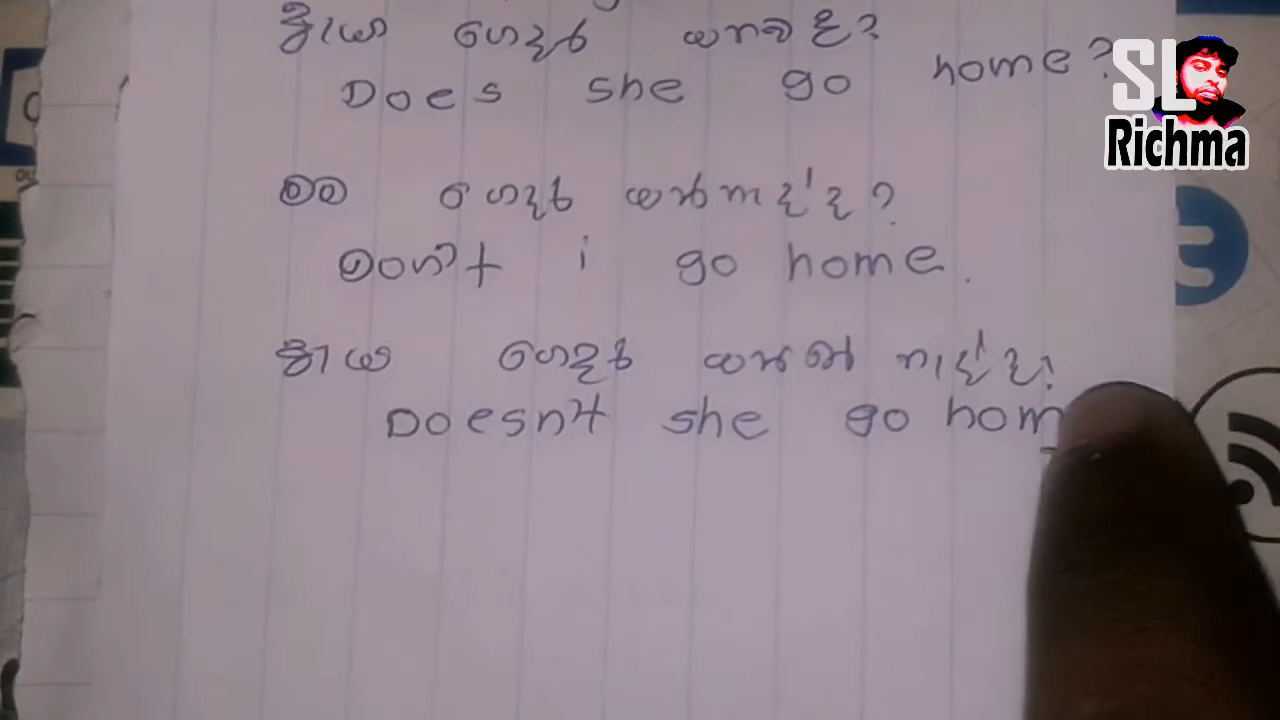 ගෙදර යනවාද?
Does she go home?
SL
Richma
මම ගෙදර යන්නැද්ද?
Don't i go home.
ගෙදර යන්නේ නැද්ද?
Doesn't she go hom